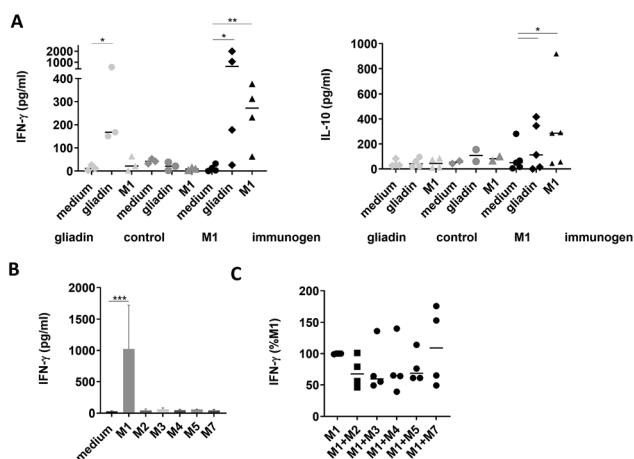 A
IFN-γ (pg/ml)
2000
1500
1000
500
400
300
200
100
0
*
*
**
medium
gliadin
M1
medium
gliadin
M1
medium
gliadin
M1
gliadin control M1 immunogen
IL-10 (pg/ml)
1000
800
600
400
200
0
*
medium
gliadin
M1
medium
gliadin
M1
medium
gliadin
M1
gliadin control M1 immunogen
B
IFN-γ (pg/ml)
2000
1500
1000
500
0
***
medium
M1
M2
M3
M4
M5
M7
C
IFN-γ (%M1)
200
150
100
50
0
M1
M1+M2
M1+M3
M1+M4
M1+M5
M1+M7